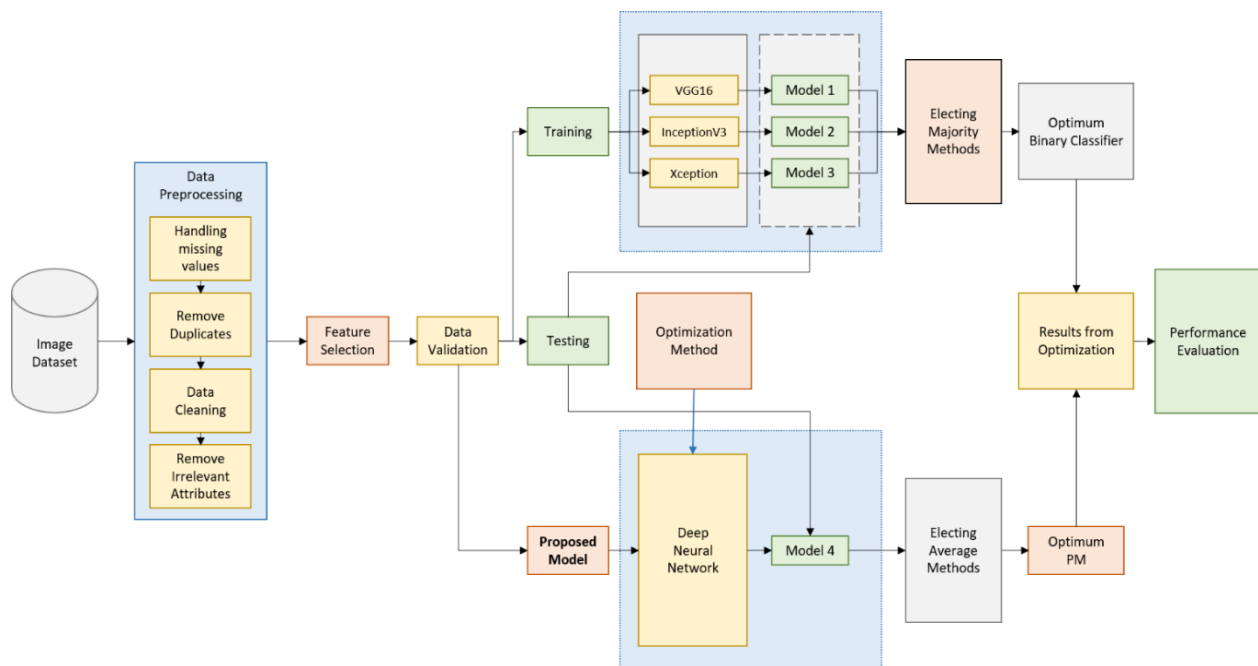 Image
Dataset
Data
Preprocessing
Handling
missing
values
Remove
Duplicates
Data
Cleaning
Remove
Irrelevant
Attributes
Feature
Selection
Data
Validation
Training
Testing
VGG16
InceptionV3
Xception
Model 1
Model 2
Model 3
Electing
Majority
Methods
Optimum
Binary Classifier
Optimization
Method
Proposed
Model
Deep
Neural
Network
Model 4
Electing
Average
Methods
Optimum
PM
Results from
Optimization
Performance
Evaluation